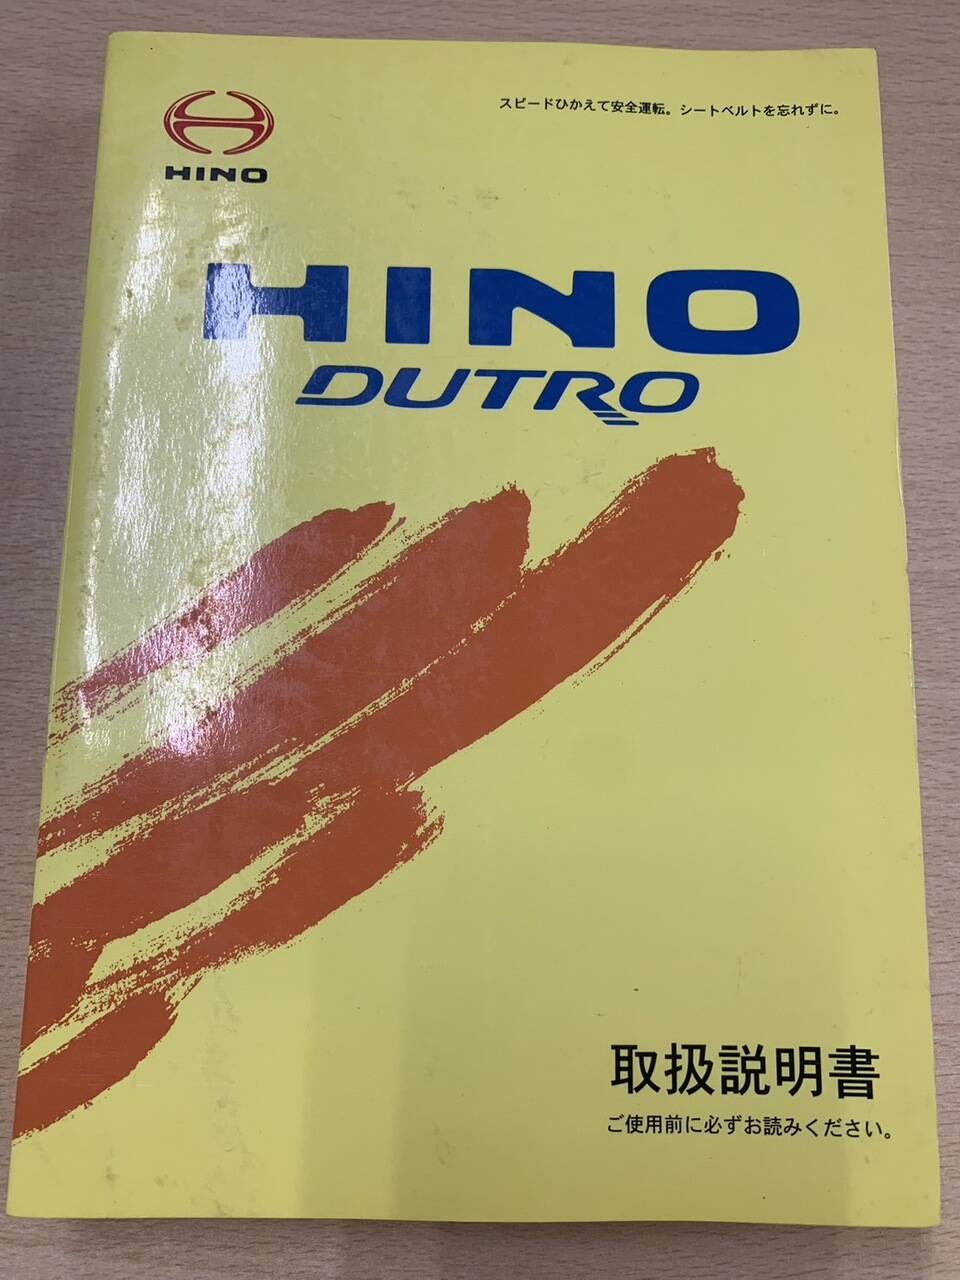 スピードひかえて安全運転。シートベルトを忘れずに。
HINO
HINO
DUTRO
取扱説明書
ご使用前に必ずお読みください。